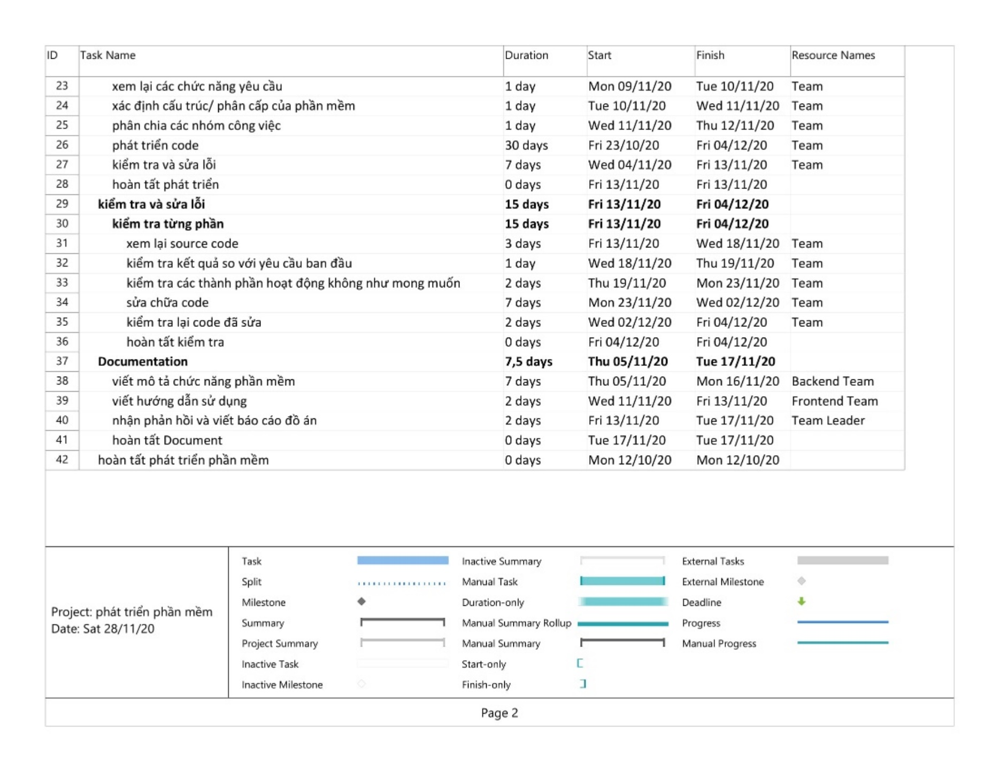 ID Task Name Duration Start Finish Resource Names
23 xem lại các chức năng yêu cầu 1 day Mon 09/11/20 Tue 10/11/20 Team
24 xác định cấu trúc/ phân cấp của phần mềm 1 day Tue 10/11/20 Wed 11/11/20 Team
25 phân chia các nhóm công việc 1 day Wed 11/11/20 Thu 12/11/20 Team
26 phát triển code 30 days Fri 23/10/20 Fri 04/12/20 Team
27 kiểm tra và sửa lỗi 7 days Wed 04/11/20 Fri 13/11/20 Team
28 hoàn tất phát triển 0 days Fri 13/11/20 Fri 13/11/20
29 kiểm tra và sửa lỗi 15 days Fri 13/11/20 Fri 04/12/20
30 kiểm tra từng phần 15 days Fri 13/11/20 Fri 04/12/20
31 xem lại source code 3 days Fri 13/11/20 Wed 18/11/20 Team
32 kiểm tra kết quả so với yêu cầu ban đầu 1 day Wed 18/11/20 Thu 19/11/20 Team
33 kiểm tra các thành phần hoạt động không như mong muốn 2 days Thu 19/11/20 Mon 23/11/20 Team
34 sửa chữa code 7 days Mon 23/11/20 Wed 02/12/20 Team
35 kiểm tra lại code đã sửa 2 days Wed 02/12/20 Fri 04/12/20 Team
36 hoàn tất kiểm tra 0 days Fri 04/12/20 Fri 04/12/20
37 Documentation 7,5 days Thu 05/11/20 Tue 17/11/20
38 viết mô tả chức năng phần mềm 7 days Thu 05/11/20 Mon 16/11/20 Backend Team
39 viết hướng dẫn sử dụng 2 days Wed 11/11/20 Fri 13/11/20 Frontend Team
40 nhận phản hồi và viết báo cáo đồ án 2 days Fri 13/11/20 Tue 17/11/20 Team Leader
41 hoàn tất Document 0 days Tue 17/11/20 Tue 17/11/20
42 hoàn tất phát triển phần mềm 0 days Mon 12/10/20 Mon 12/10/20
Project: phát triển phần mềm
Date: Sat 28/11/20
Task
Split
Milestone
Summary
Project Summary
Inactive Task
Inactive Milestone
Inactive Summary
Manual Task
Duration-only
Manual Summary Rollup
Manual Summary
Start-only
Finish-only
External Tasks
External Milestone
Deadline
Progress
Manual Progress
Page 2